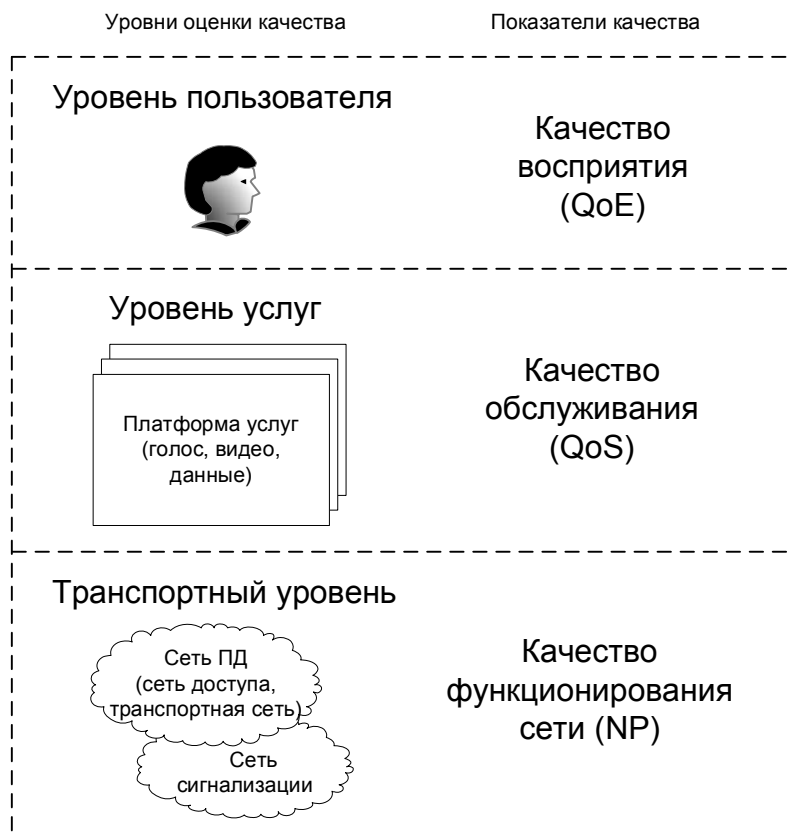 Уровни оценки качества
Показатели качества
Уровень пользователя
Качество
восприятия
(QoE)
Уровень услуг
Платформа услуг
(голос, видео,
данные)
Качество
обслуживания
(QoS)
Транспортный уровень
Сеть ПД
(сеть доступа,
транспортная сеть)
Сеть
сигнализации
Качество
функционирования
сети (NP)